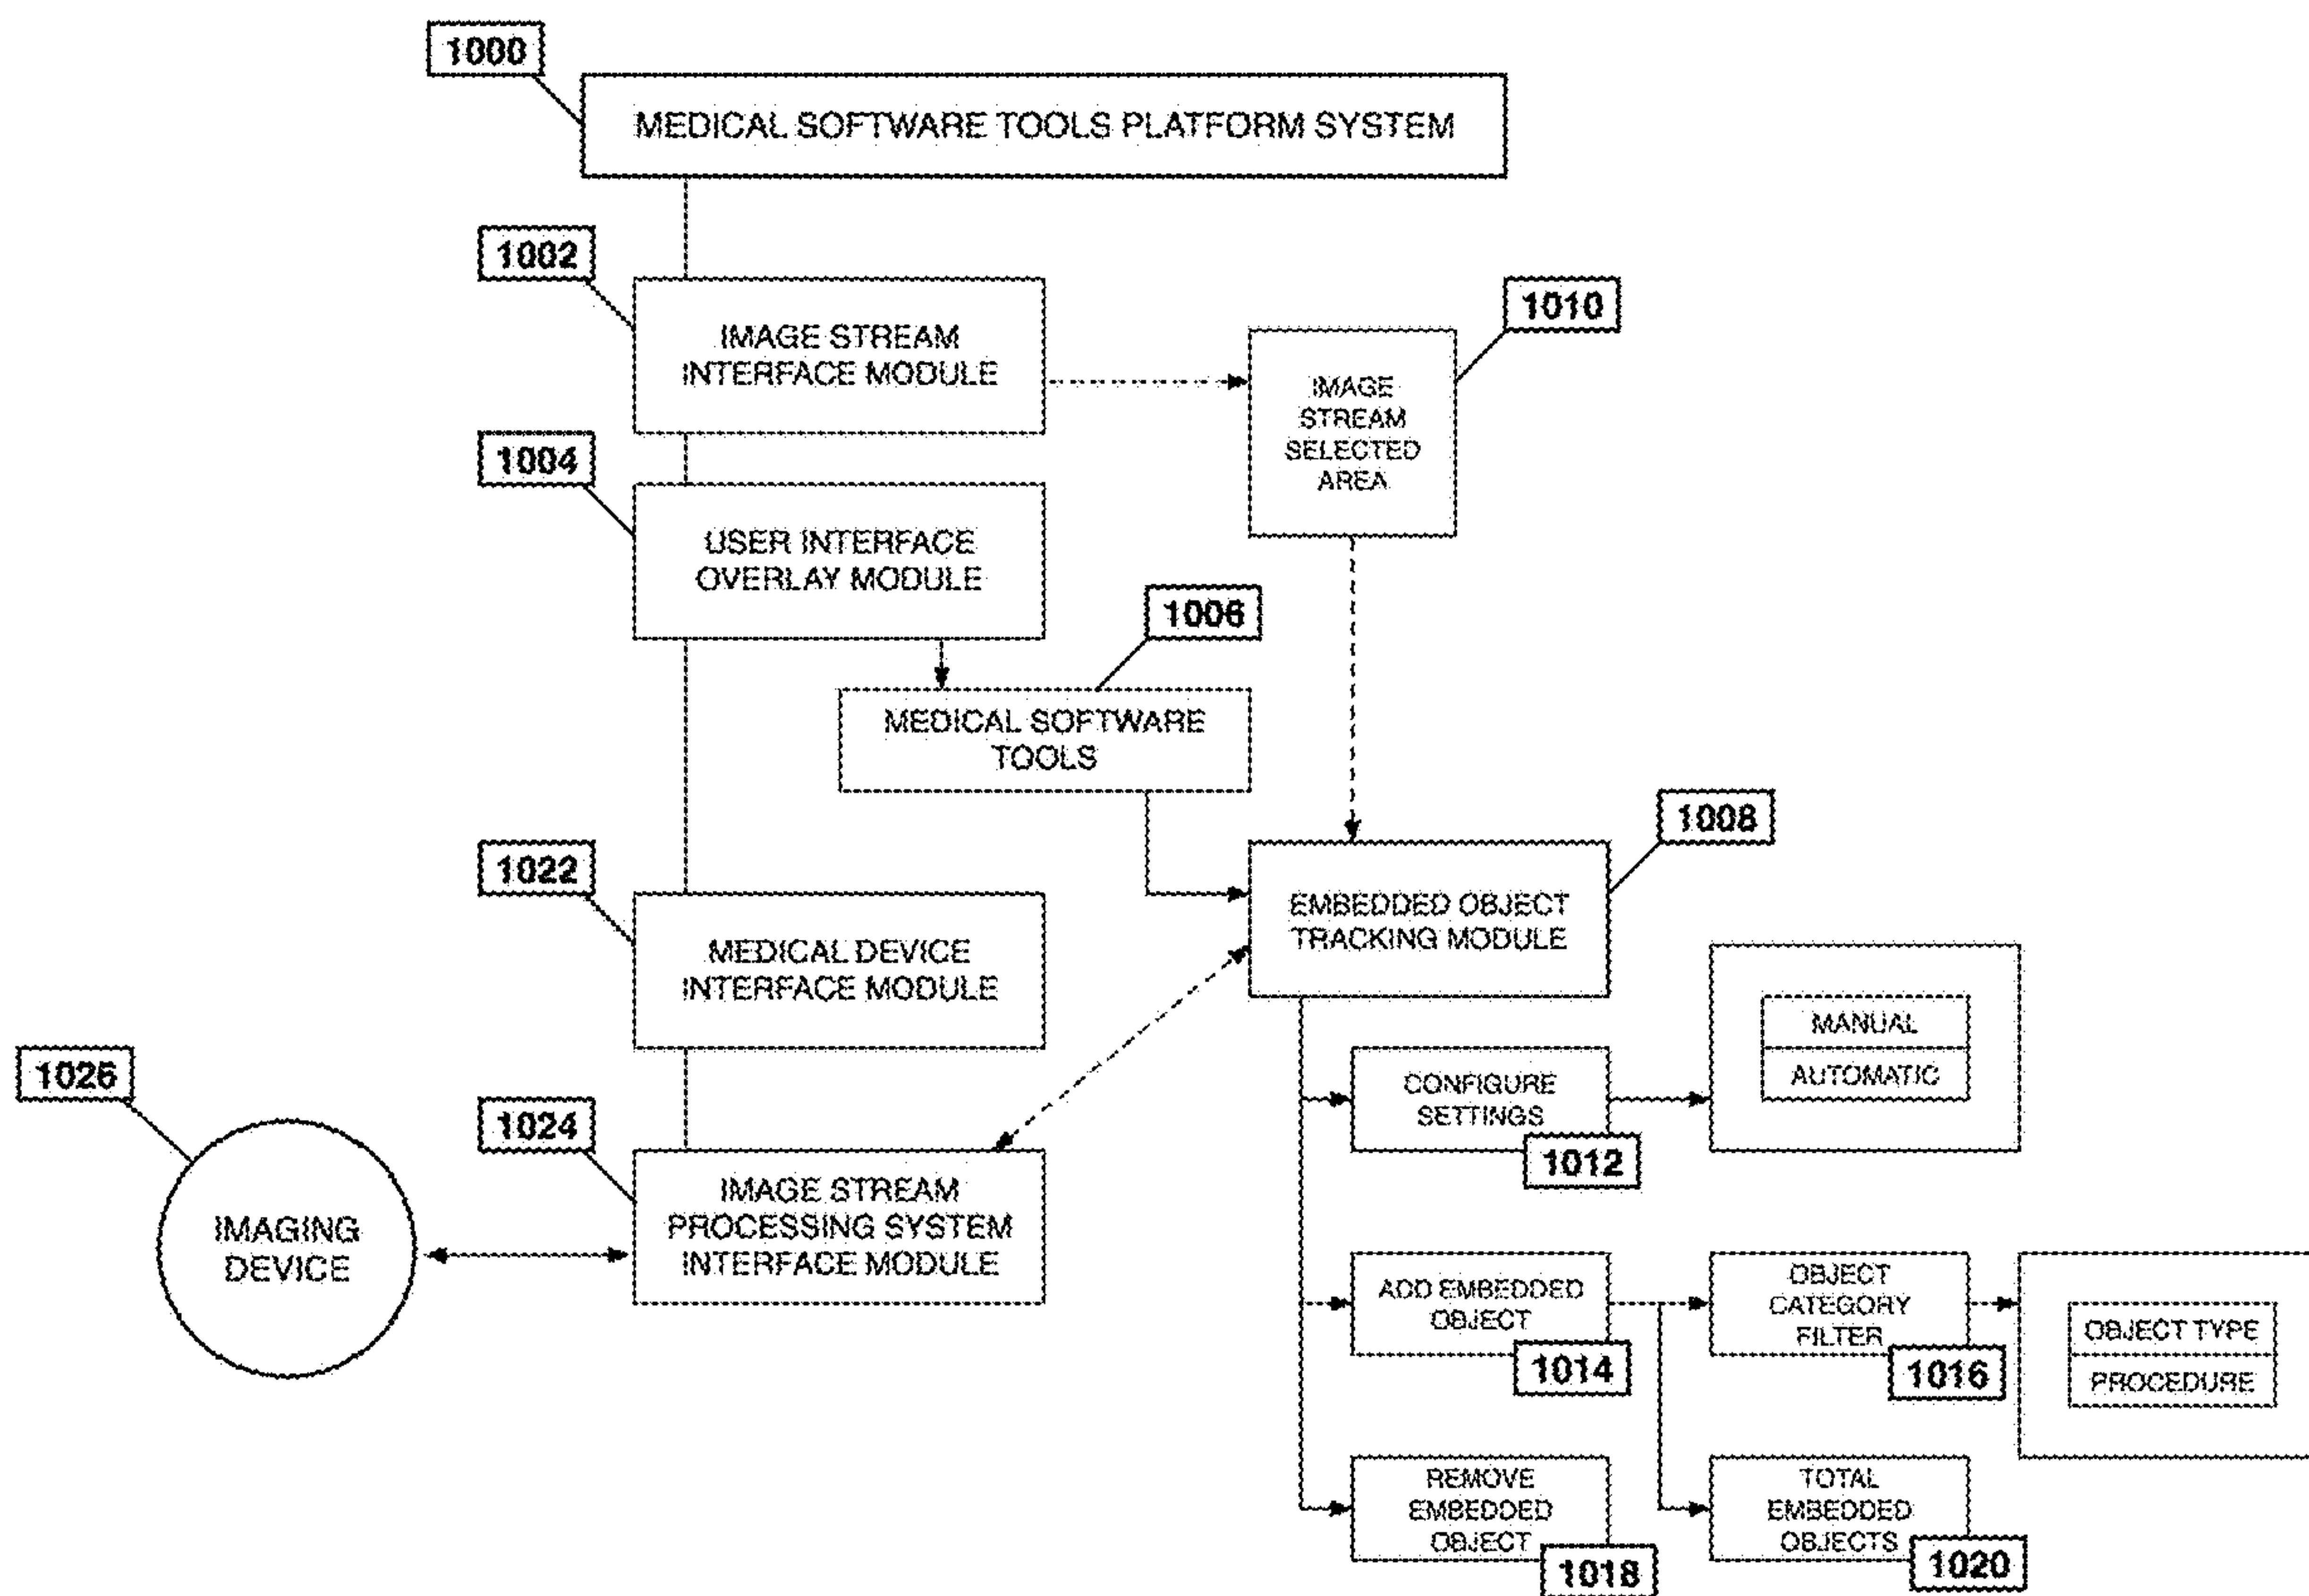 1000
MEDICAL SOFTWARE TOOLS PLATFORM SYSTEM
1002
IMAGE STREAM
INTERFACE MODULE
1010
IMAGE
STREAM
SELECTED
AREA
1004
USER INTERFACE
OVERLAY MODULE
1006
MEDICAL SOFTWARE
TOOLS
1008
EMBEDDED OBJECT
TRACKING MODULE
1022
MEDICAL DEVICE
INTERFACE MODULE
MANUAL
AUTOMATIC
CONFIGURE
SETTINGS
1012
1026
IMAGING
DEVICE
1024
IMAGE STREAM
PROCESSING SYSTEM
INTERFACE MODULE
ADD EMBEDDED
OBJECT
1014
OBJECT
CATEGORY
FILTER
1016
OBJECT TYPE
PROCEDURE
REMOVE
EMBEDDED
OBJECT
1018
TOTAL
EMBEDDED
OBJECTS
1020